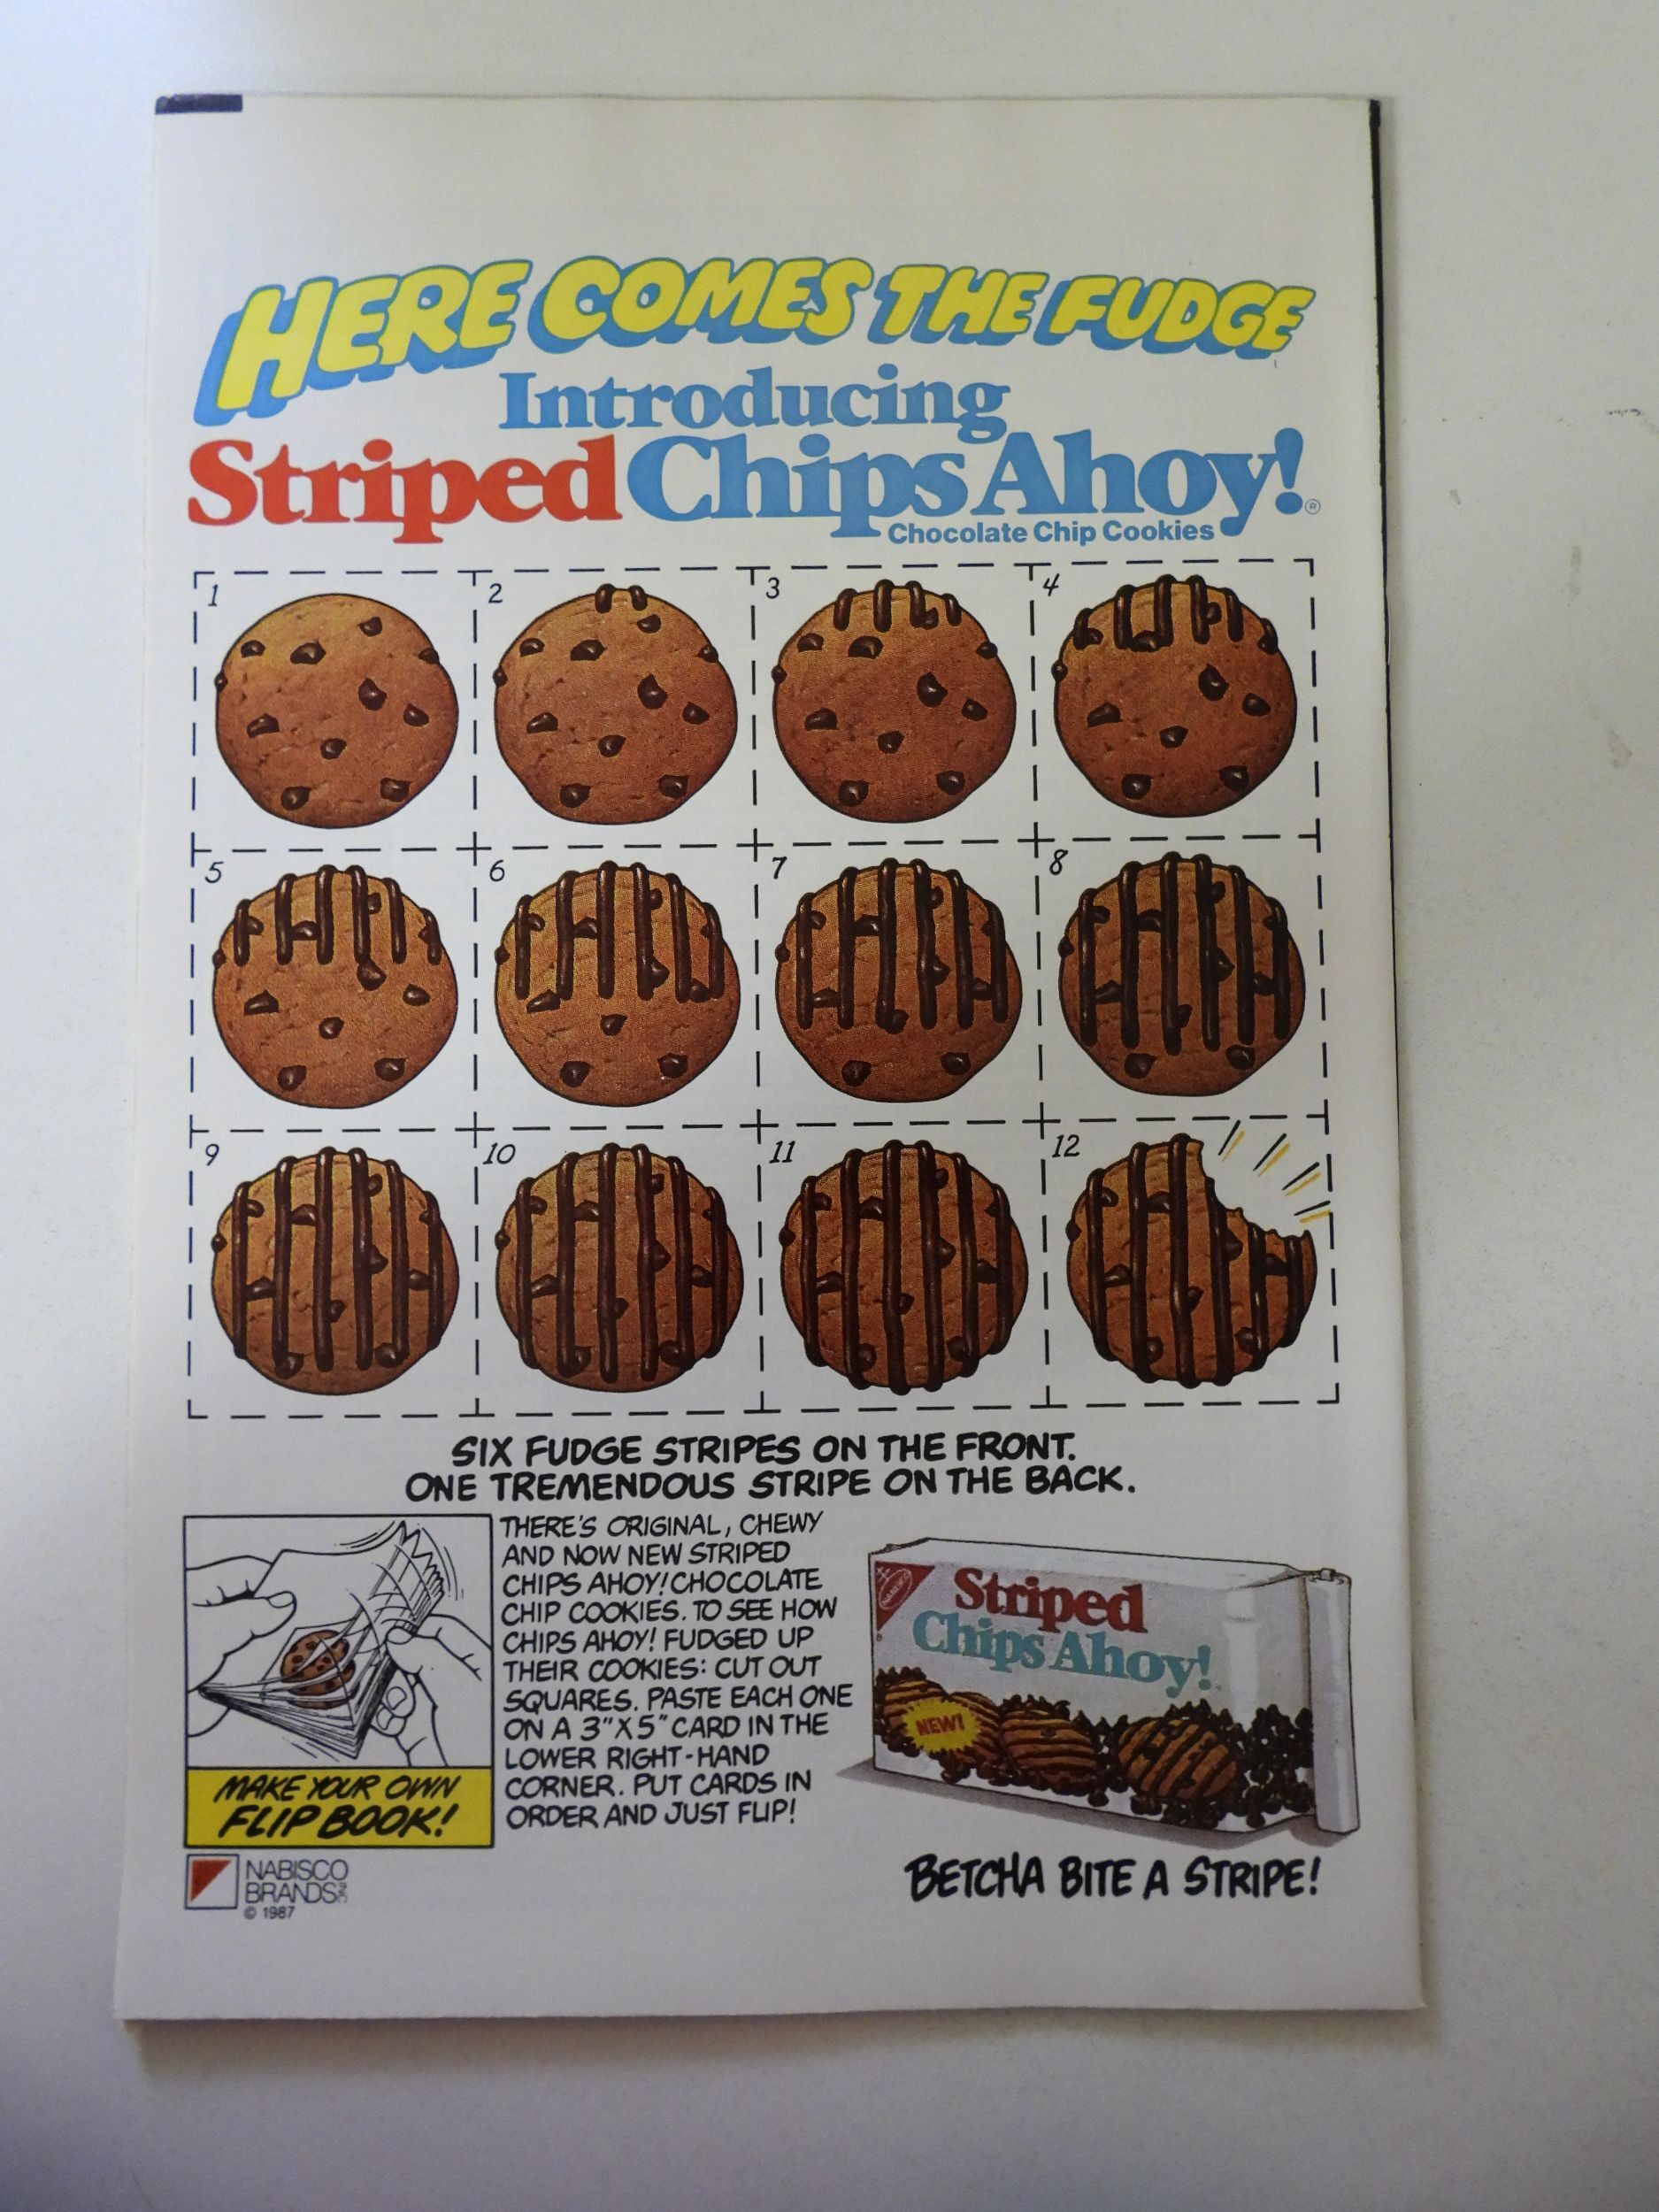 HERE COMES THE FUDGE
Introducing
Striped Chips Ahoy!®
Chocolate Chip Cookies
1
2
3
4
5
6
7
8
9
10
11
12
SIX FUDGE STRIPES ON THE FRONT.
ONE TREMENDOUS STRIPE ON THE BACK.
THERE'S ORIGINAL, CHEWY
AND NOW NEW STRIPED
CHIPS AHOY! CHOCOLATE
CHIP COOKIES. TO SEE HOW
CHIPS AHOY! FUDGED UP
THEIR COOKIES: CUT OUT
SQUARES. PASTE EACH ONE
ON A 3"X5" CARD IN THE
LOWER RIGHT-HAND
CORNER. PUT CARDS IN
ORDER AND JUST FLIP!
MAKE YOUR OWN
FLIP BOOK!
NABISCO
BRANDS INC
© 1987
Striped
Chips Ahoy!
NEW!
BETCHA BITE A STRIPE!